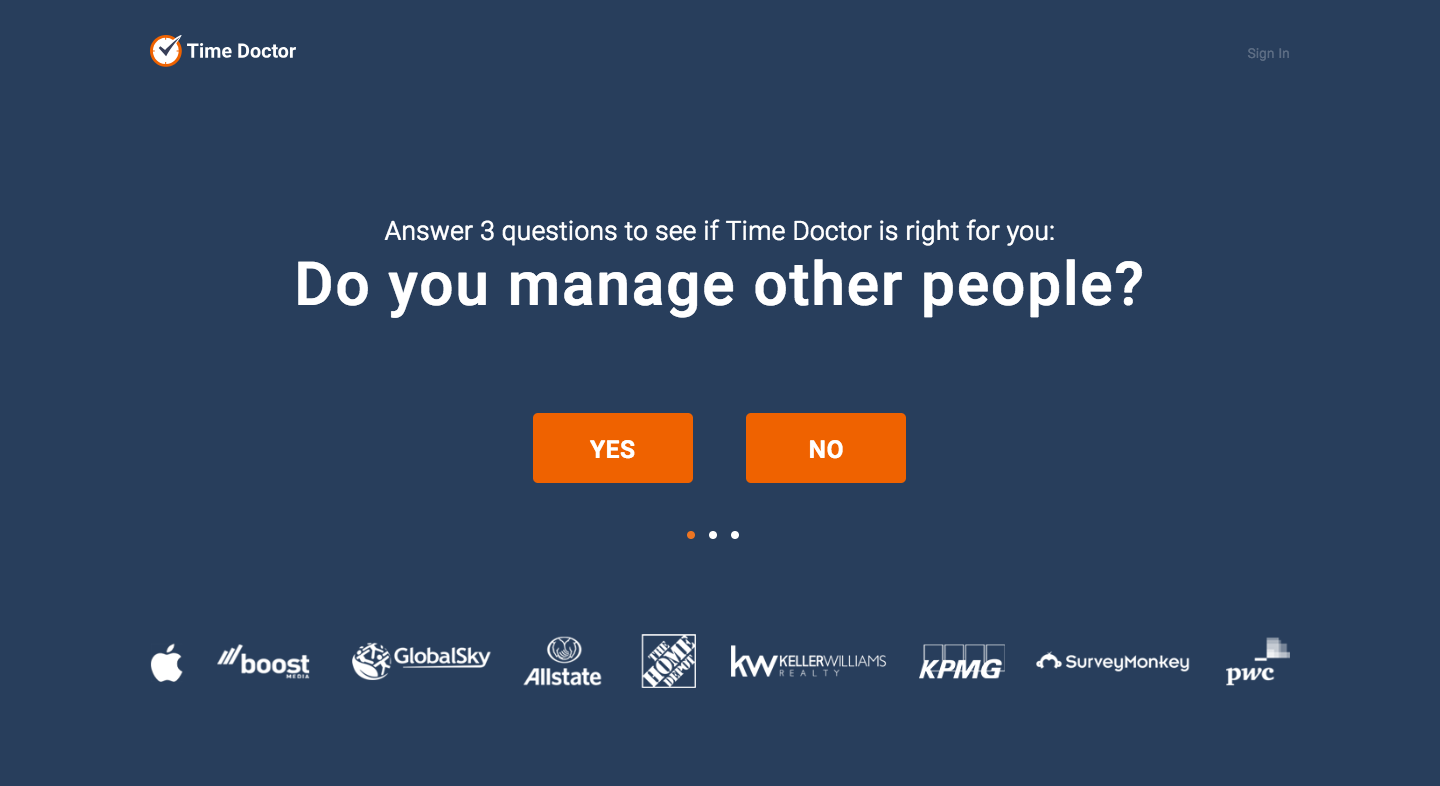 Time Doctor
Sign In
Answer 3 questions to see if Time Doctor is right for you:
Do you manage other people?
YES
NO
boost
MEDIA
GlobalSky
Allstate
THE
HOME
DEPOT
kw KELLERWILLIAMS
REALTY
KPMG
SurveyMonkey
pwc